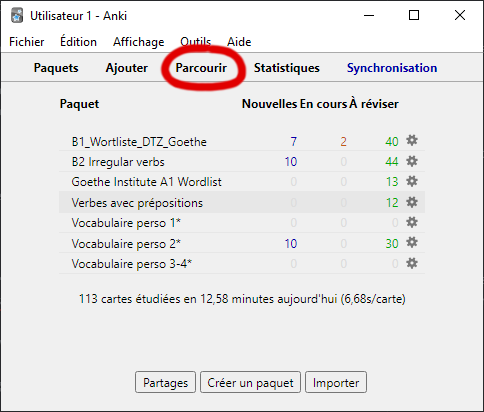 Utilisateur 1 - Anki
Fichier Édition Affichage Outils Aide
Paquets Ajouter Parcourir Statistiques Synchronisation
Paquet Nouvelles En cours À réviser
B1_Wortliste_DTZ_Goethe 7 2 40
B2 Irregular verbs 10 0 44
Goethe Institute A1 Wordlist 0 0 13
Verbes avec prépositions 0 0 12
Vocabulaire perso 1* 0 0 0
Vocabulaire perso 2* 10 0 30
Vocabulaire perso 3-4* 0 0 0
113 cartes étudiées en 12,58 minutes aujourd'hui (6,68s/carte)
Partages Créer un paquet Importer